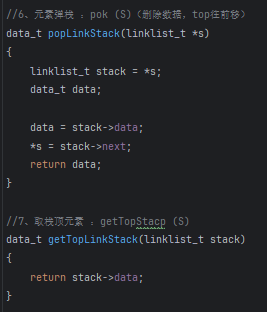 //6、元素弹栈 : pok (S)（删除数据，top往前移）
data_t popLinkStack(linklist_t *s)
{
    linklist_t stack = *s;
    data_t data;

    data = stack->data;
    *s = stack->next;
    return data;
}

//7、取栈顶元素 : getTopStacp (S)
data_t getTopLinkStack(linklist_t stack)
{
    return stack->data;
}